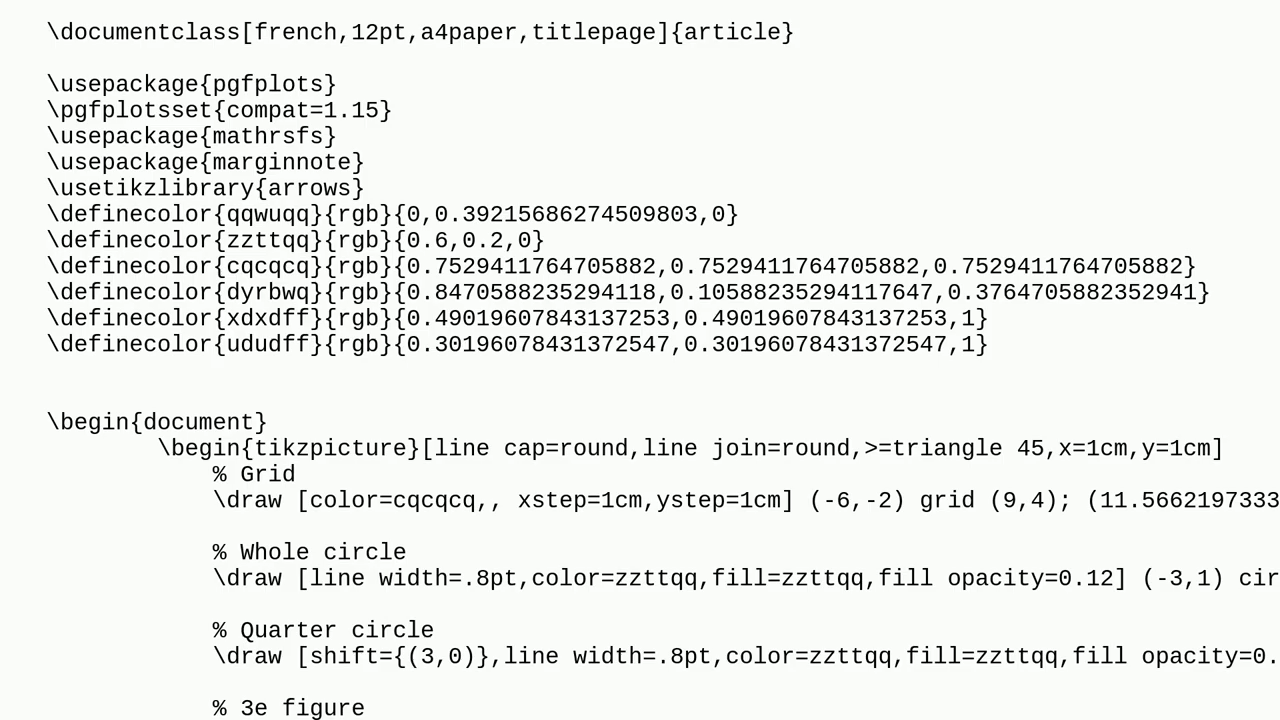 \documentclass[french,12pt,a4paper,titlepage]{article}
\usepackage{pgfplots}
\pgfplotsset{compat=1.15}
\usepackage{mathrsfs}
\usepackage{marginnote}
\usetikzlibrary{arrows}
\definecolor{qqwuqq}{rgb}{0,0.39215686274509803,0}
\definecolor{zzttqq}{rgb}{0.6,0.2,0}
\definecolor{cqcqcq}{rgb}{0.7529411764705882,0.7529411764705882,0.7529411764705882}
\definecolor{dyrbwq}{rgb}{0.8470588235294118,0.10588235294117647,0.3764705882352941}
\definecolor{xdxdff}{rgb}{0.49019607843137253,0.49019607843137253,1}
\definecolor{ududff}{rgb}{0.30196078431372547,0.30196078431372547,1}
\begin{document}
\begin{tikzpicture}[line cap=round,line join=round,>=triangle 45,x=1cm,y=1cm]
% Grid
\draw [color=cqcqcq,, xstep=1cm,ystep=1cm] (-6,-2) grid (9,4); (11.5662197333
% Whole circle
\draw [line width=.8pt,color=zzttqq,fill=zzttqq,fill opacity=0.12] (-3,1) cir
% Quarter circle
\draw [shift={(3,0)},line width=.8pt,color=zzttqq,fill=zzttqq,fill opacity=0.
% 3e figure